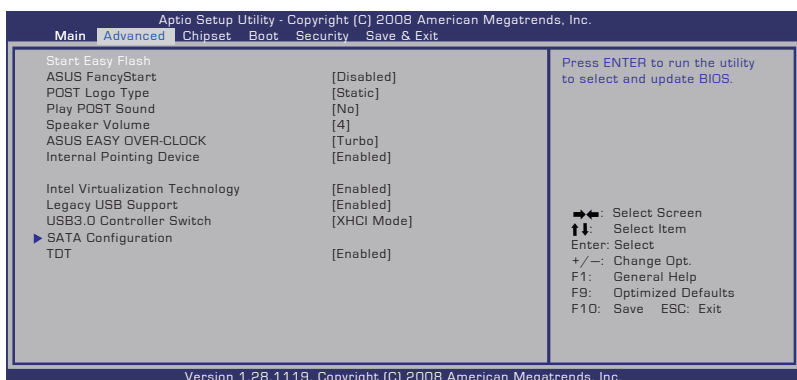 Aptio Setup Utility - Copyright (C) 2008 American Megatrends, Inc.
Main Advanced Chipset Boot Security Save & Exit
Start Easy Flash
ASUS FancyStart [Disabled]
POST Logo Type [Static]
Play POST Sound [No]
Speaker Volume [4]
ASUS EASY OVER-CLOCK [Turbo]
Internal Pointing Device [Enabled]
Intel Virtualization Technology [Enabled]
Legacy USB Support [Enabled]
USB3.0 Controller Switch [XHCI Mode]
SATA Configuration
TDT [Enabled]
Press ENTER to run the utility
to select and update BIOS.
→←: Select Screen
↑↓: Select Item
Enter: Select
+/—: Change Opt.
F1: General Help
F9: Optimized Defaults
F10: Save ESC: Exit
Version 1.28.1119. Copyright (C) 2008 American Megatrends, Inc.